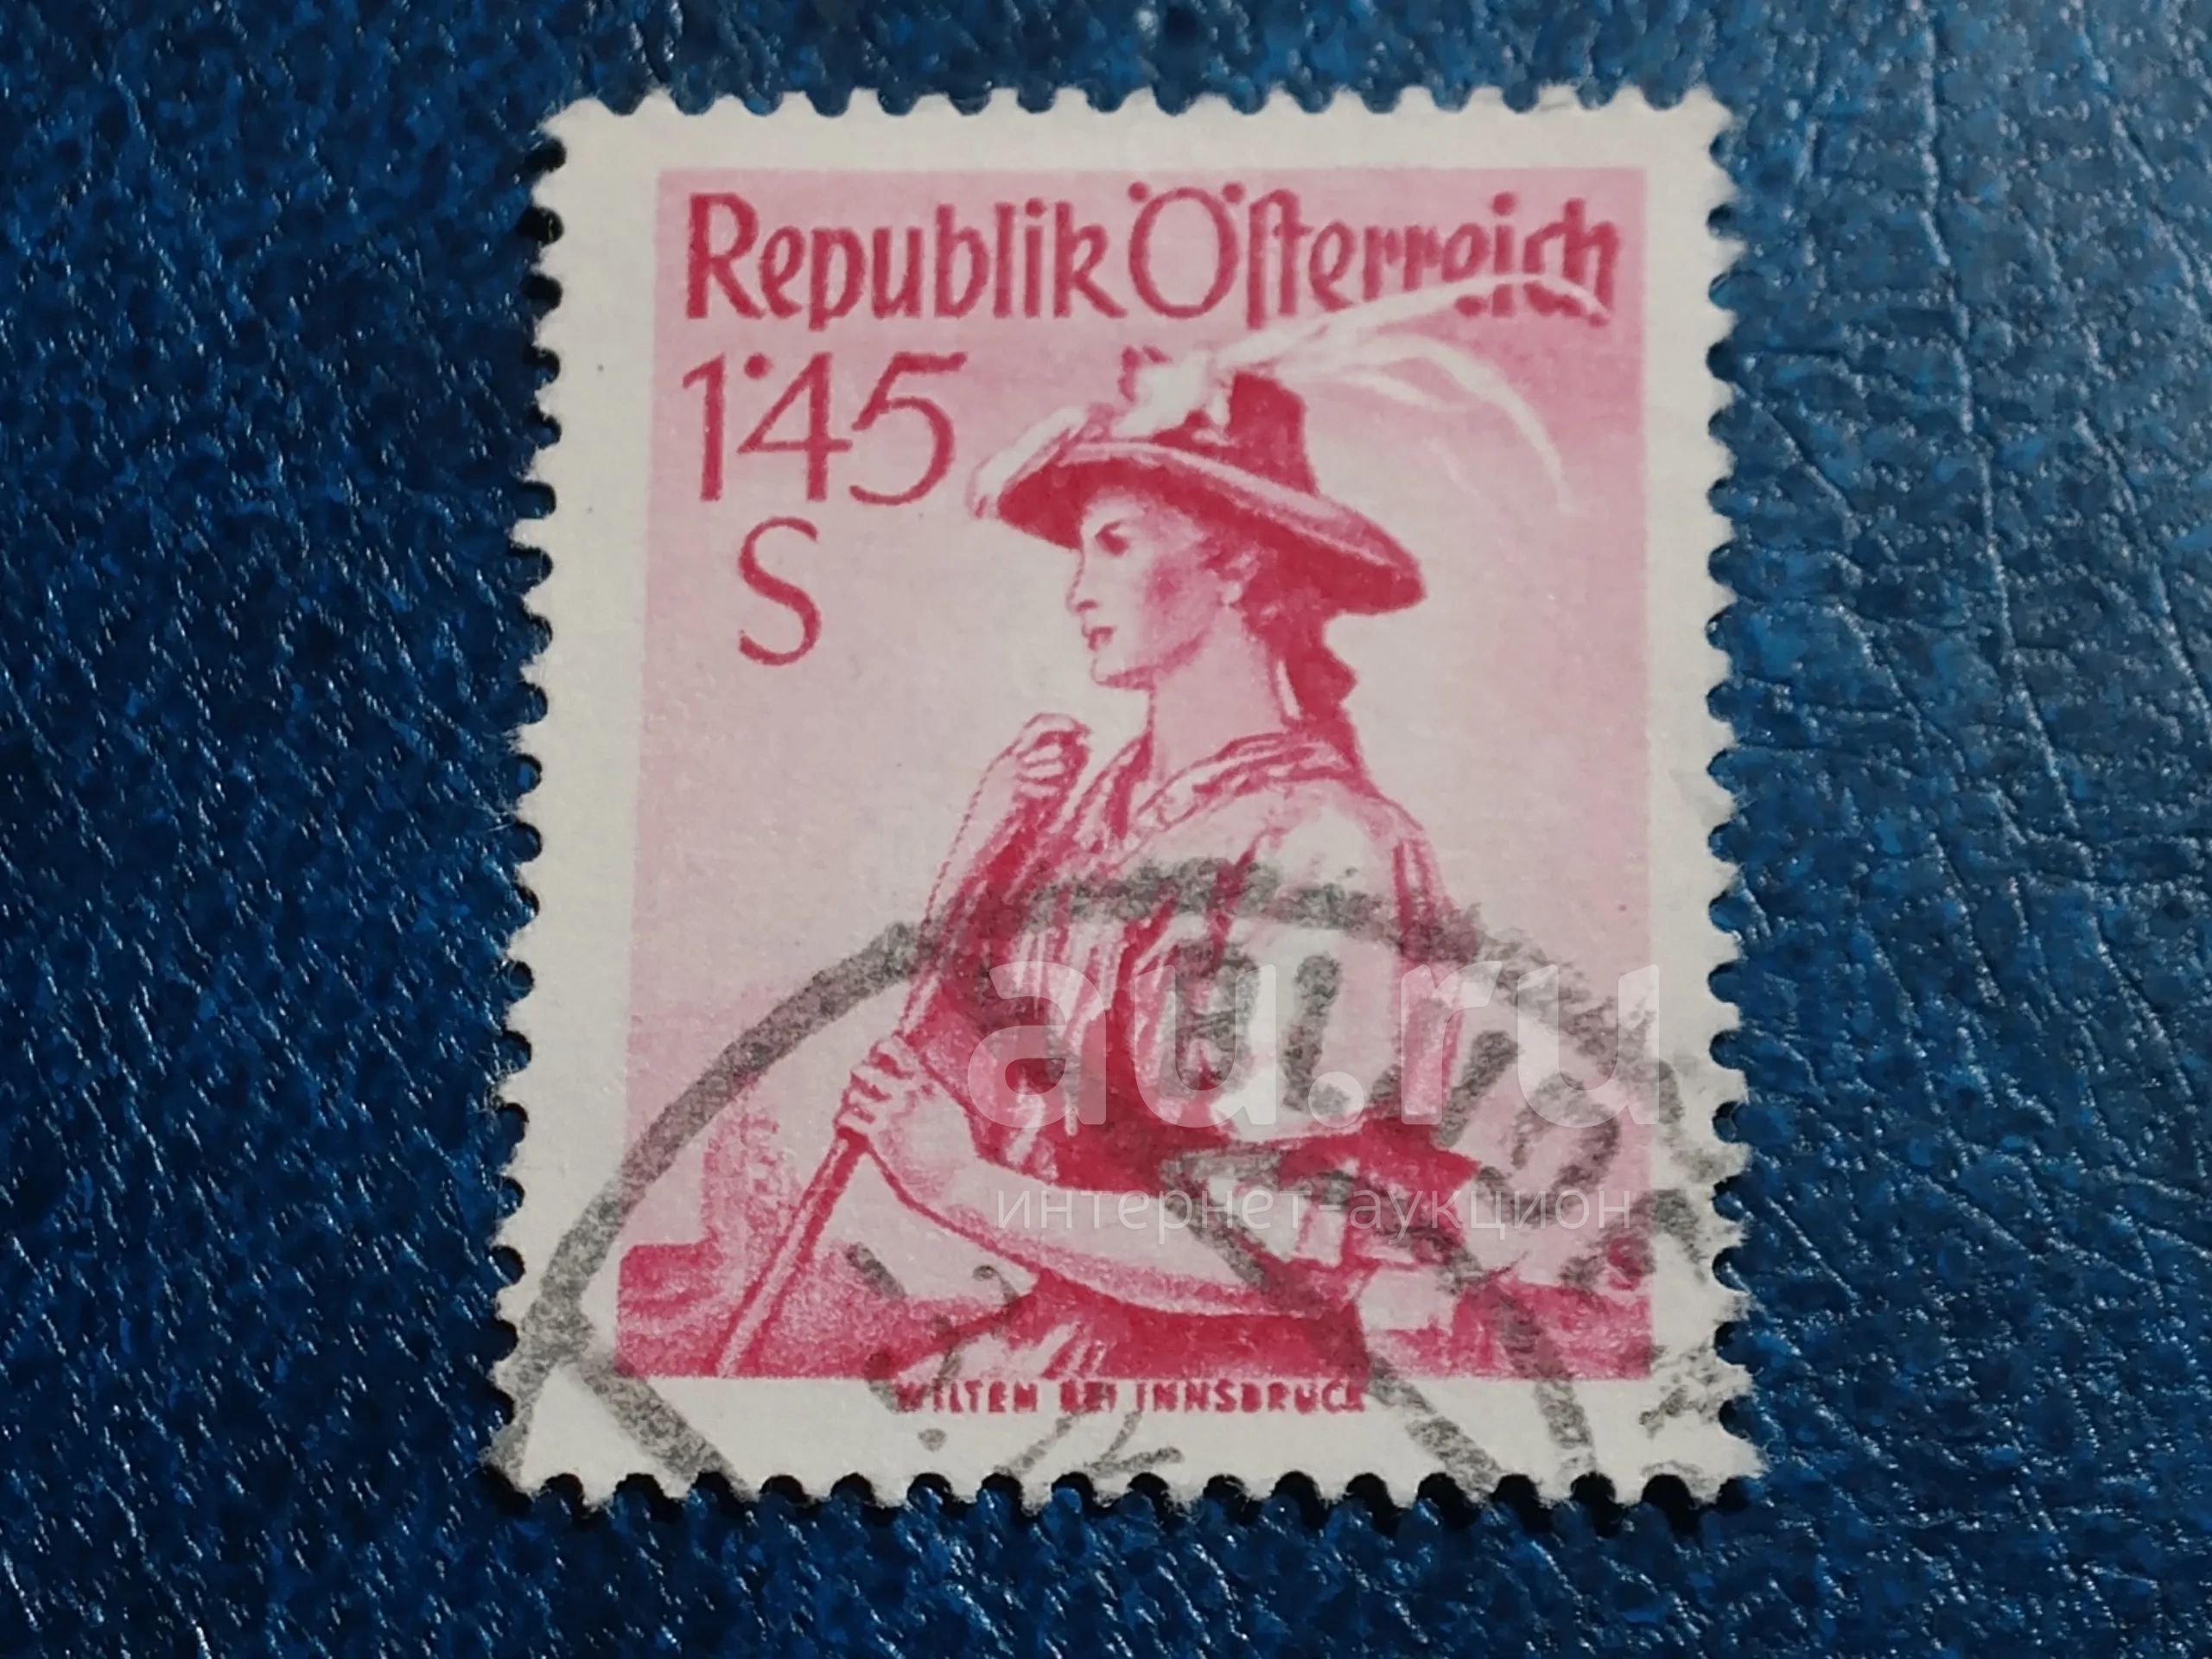 Republik Öſterreich
1·45
S
au.ru
интернет-аукцион
WILTEN BEI INNSBRUCK